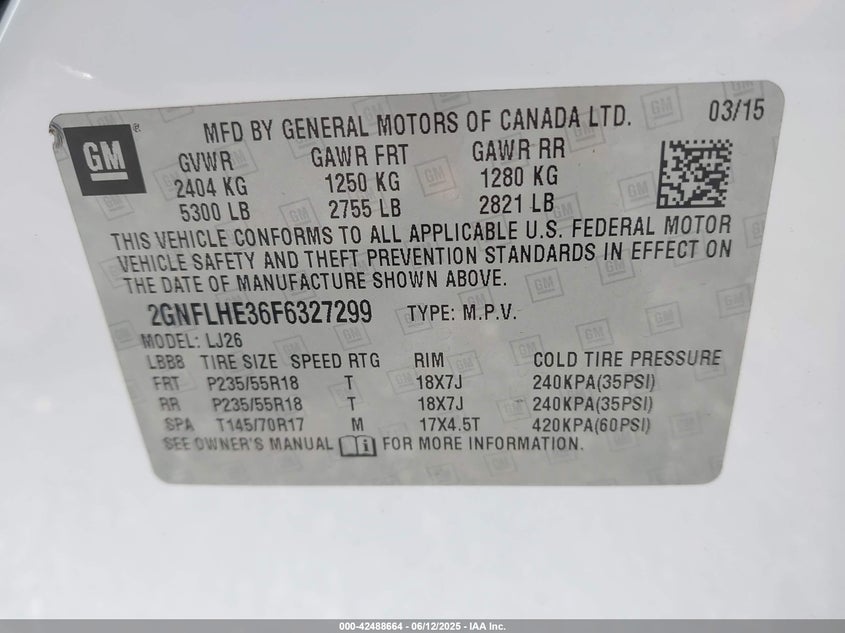 GM
MFD BY GENERAL MOTORS OF CANADA LTD. 03/15
GVWR GAWR FRT GAWR RR
2404 KG 1250 KG 1280 KG
5300 LB 2755 LB 2821 LB
THIS VEHICLE CONFORMS TO ALL APPLICABLE U.S. FEDERAL MOTOR
VEHICLE SAFETY AND THEFT PREVENTION STANDARDS IN EFFECT ON
THE DATE OF MANUFACTURE SHOWN ABOVE.
2GNFLHE36F6327299 TYPE: M.P.V.
MODEL: LJ26
LBB8 TIRE SIZE SPEED RTG RIM COLD TIRE PRESSURE
FRT P235/55R18 T 18X7J 240KPA(35PSI)
RR P235/55R18 T 18X7J 240KPA(35PSI)
SPA T145/70R17 M 17X4.5T 420KPA(60PSI)
SEE OWNER'S MANUAL FOR MORE INFORMATION.
000-42488664 - 06/12/2025 - IAA Inc.